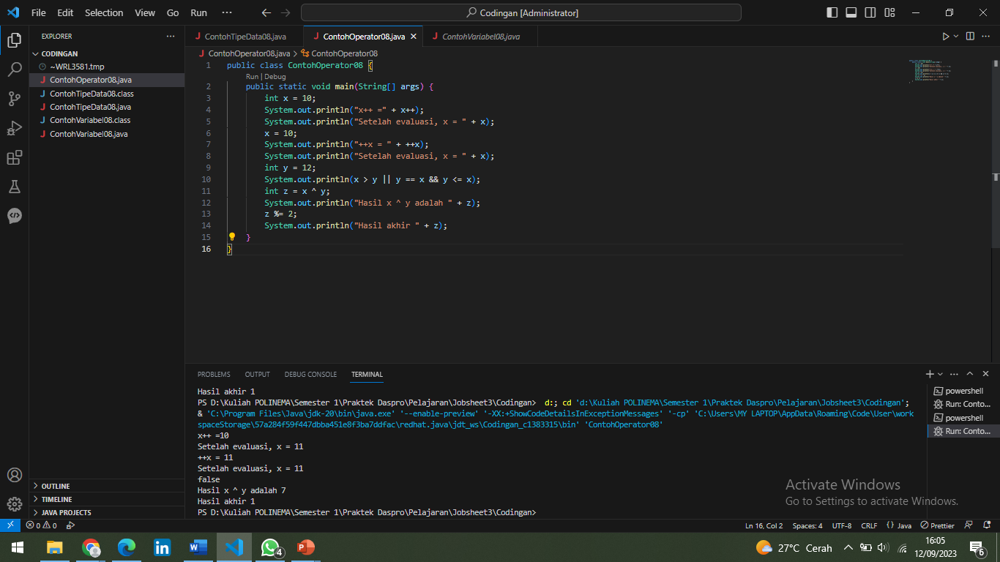 File Edit Selection View Go Run ··· Codingan [Administrator]
EXPLORER
CODINGAN
~WRL3581.tmp
ContohOperator08.java
ContohTipeData08.class
ContohTipeData08.java
ContohVariabel08.class
ContohVariabel08.java
OUTLINE
TIMELINE
JAVA PROJECTS
ContohTipeData08.java ContohOperator08.java ContohVariabel08.java
ContohOperator08.java > ContohOperator08
1 public class ContohOperator08 {
Run | Debug
2 public static void main(String[] args) {
3 int x = 10;
4 System.out.println("x++ =" + x++);
5 System.out.println("Setelah evaluasi, x = " + x);
6 x = 10;
7 System.out.println("++x = " + ++x);
8 System.out.println("Setelah evaluasi, x = " + x);
9 int y = 12;
10 System.out.println(x > y || y == x && y <= x);
11 int z = x ^ y;
12 System.out.println("Hasil x ^ y adalah " + z);
13 z %= 2;
14 System.out.println("Hasil akhir " + z);
15 }
16 }
PROBLEMS OUTPUT DEBUG CONSOLE TERMINAL
Hasil akhir 1
PS D:\Kuliah POLINEMA\Semester 1\Praktek Daspro\Pelajaran\Jobsheet3\Codingan> d:; cd 'd:\Kuliah POLINEMA\Semester 1\Praktek Daspro\Pelajaran\Jobsheet3\Codingan';
& 'C:\Program Files\Java\jdk-20\bin\java.exe' '--enable-preview' '-XX:+ShowCodeDetailsInExceptionMessages' '-cp' 'C:\Users\MY LAPTOP\AppData\Roaming\Code\User\work
spaceStorage\57a284f59f447dbba451e8f3ba7ddfac\redhat.java\jdt_ws\Codingan_c1383315\bin' 'ContohOperator08'
x++ =10
Setelah evaluasi, x = 11
++x = 11
Setelah evaluasi, x = 11
false
Hasil x ^ y adalah 7
Hasil akhir 1
PS D:\Kuliah POLINEMA\Semester 1\Praktek Daspro\Pelajaran\Jobsheet3\Codingan>
powershell
Run: Conto...
powershell
Run: Conto...
Activate Windows
Go to Settings to activate Windows.
0 0 Ln 16, Col 2 Spaces: 4 UTF-8 CRLF {} Java Prettier
4 27°C Cerah 16:05
12/09/2023
6